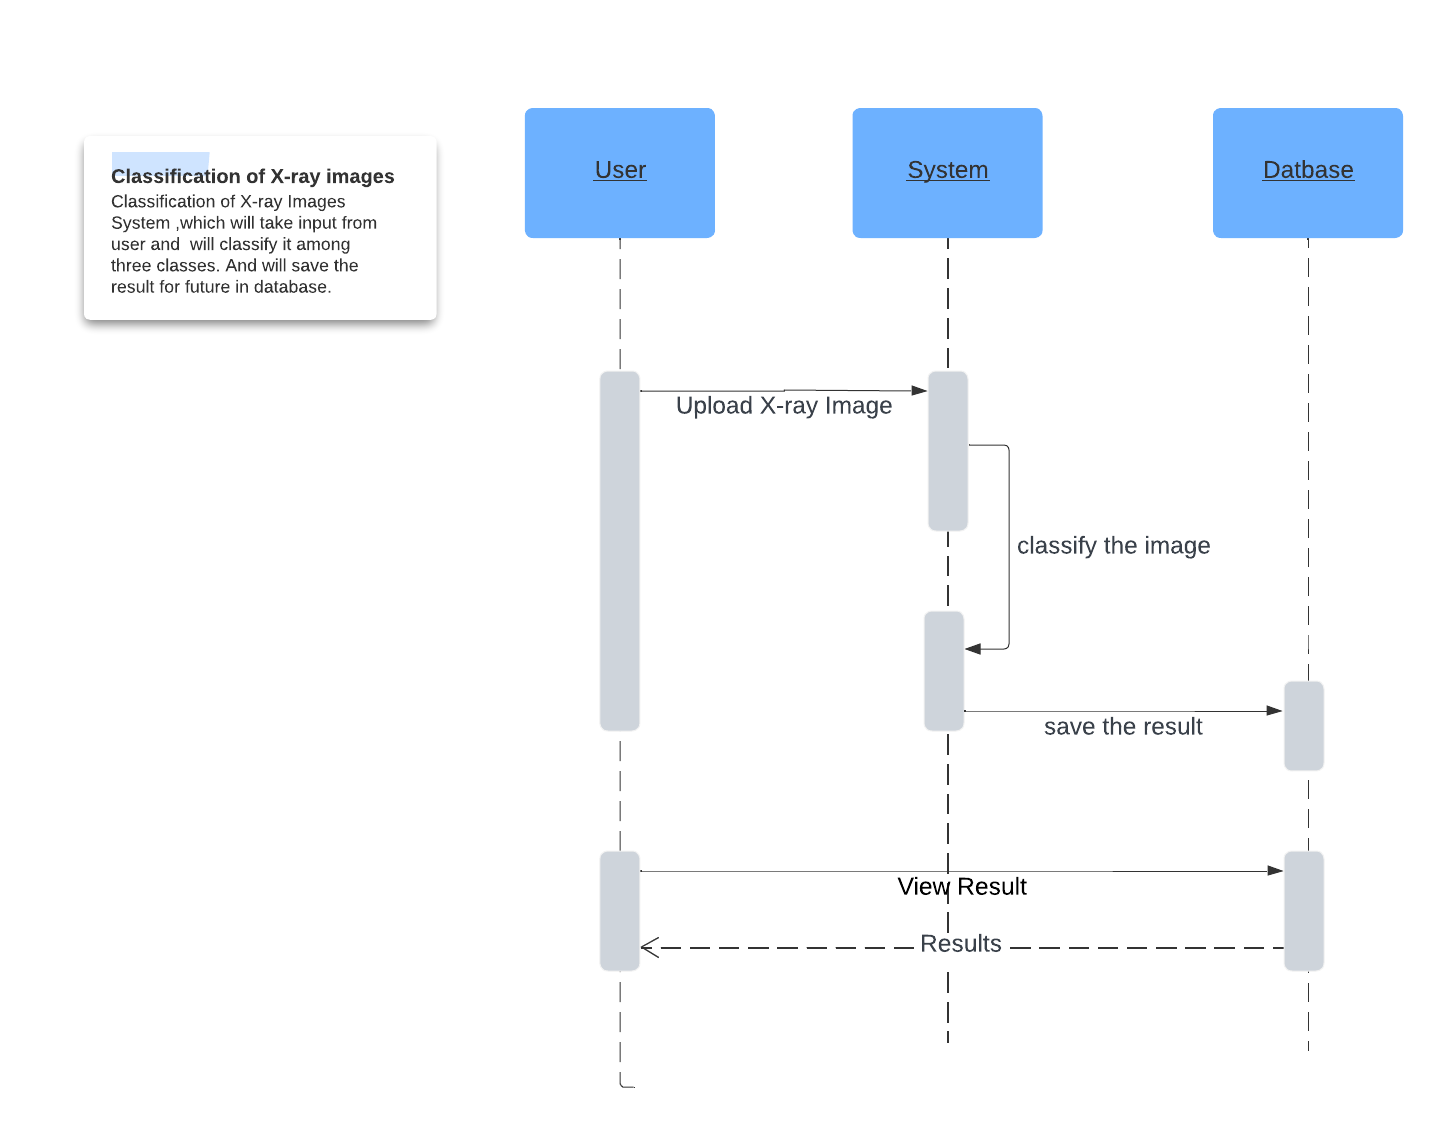 Classification of X-ray images
Classification of X-ray Images
System ,which will take input from
user and  will classify it among
three classes. And will save the
result for future in database.
User
System
Datbase
Upload X-ray Image
classify the image
save the result
View Result
Results